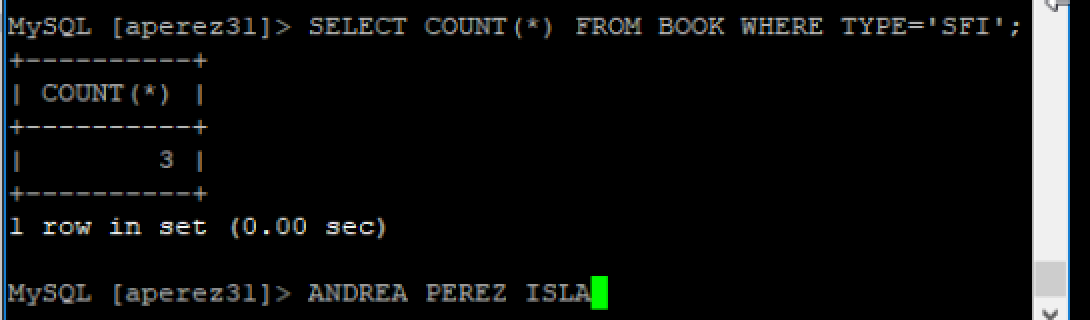 MySQL [aperez31]> SELECT COUNT(*) FROM BOOK WHERE TYPE='SFI';
+----------+
| COUNT(*) |
+----------+
|        3 |
+----------+
1 row in set (0.00 sec)
MySQL [aperez31]> ANDREA PEREZ ISLA